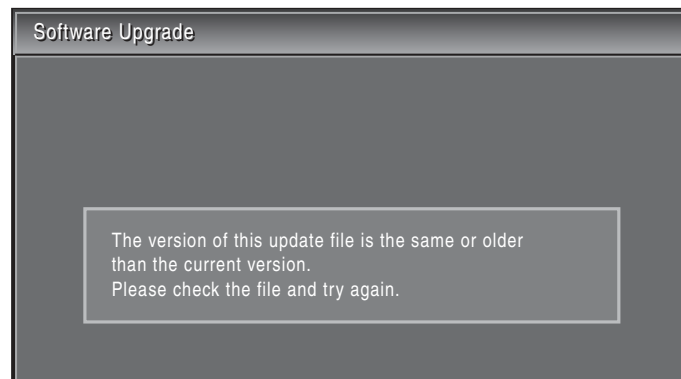 Software Upgrade
The version of this update file is the same or older
than the current version.
Please check the file and try again.